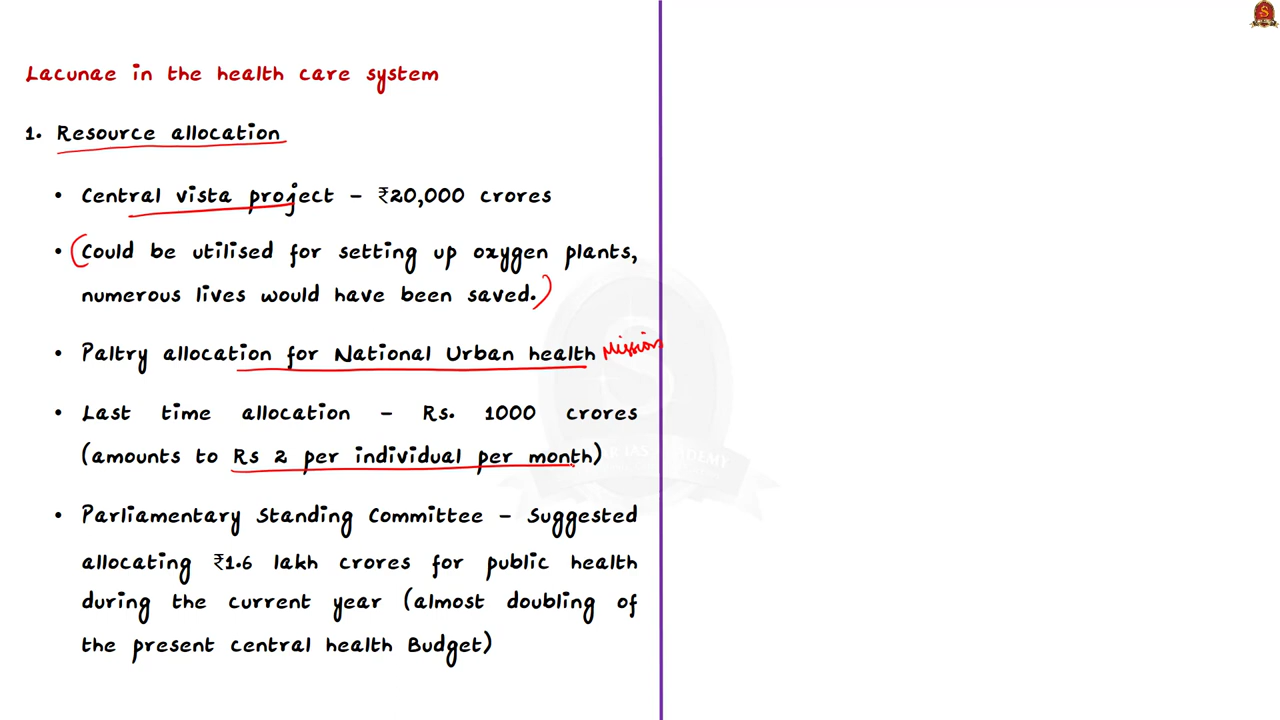 Lacunae in the health care system
1. Resource allocation
• Central vista project – ₹20,000 crores
• (Could be utilised for setting up oxygen plants,
numerous lives would have been saved.)
• Paltry allocation for National Urban health Mission
• Last time allocation – Rs. 1000 crores
(amounts to Rs 2 per individual per month)
• Parliamentary Standing Committee – Suggested
allocating ₹1.6 lakh crores for public health
during the current year (almost doubling of
the present central health Budget)